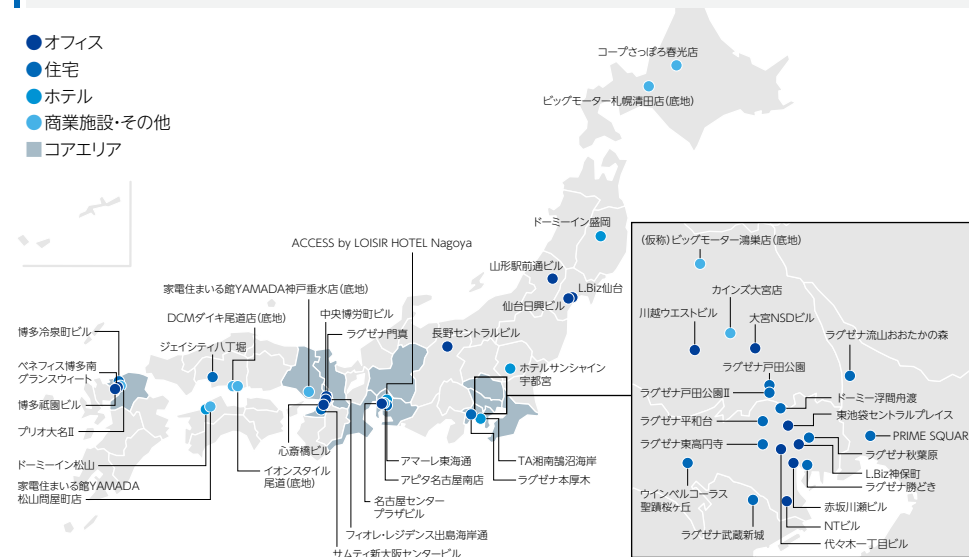 オフィス
住宅
ホテル
商業施設・その他
コアエリア
コープさっぽろ春光店
ビッグモーター札幌清田店(底地)
ドーミーイン盛岡
山形駅前通ビル
L.Biz仙台
仙台日興ビル
ACCESS by LOISIR HOTEL Nagoya
家電住まいる館YAMADA神戸垂水店(底地)
DCMダイキ尾道店(底地)
中央博労町ビル
ラグゼナ門真
長野セントラルビル
ジェイシティ八丁堀
博多冷泉町ビル
ベネフィス博多南
グランスウィート
博多祇園ビル
プリオ大名II
ドーミーイン松山
家電住まいる館YAMADA
松山問屋町店
心斎橋ビル
イオンスタイル
尾道(底地)
アマーレ東海通
アピタ名古屋南店
名古屋センター
プラザビル
フィオレ・レジデンス出島海岸通
サムティ新大阪センタービル
ホテルサンシャイン
宇都宮
TA湘南鵠沼海岸
ラグゼナ本厚木
(仮称)ビッグモーター鴻巣店(底地)
カインズ大宮店
川越ウエストビル
大宮NSDビル
ラグゼナ流山おおたかの森
ラグゼナ戸田公園
ラグゼナ戸田公園II
ドーミー浮間舟渡
東池袋セントラルプレイス
ラグゼナ平和台
PRIME SQUAR
ラグゼナ東高円寺
ラグゼナ秋葉原
L.Biz神保町
ラグゼナ勝どき
ウインベルコーラス
聖蹟桜ヶ丘
赤坂川瀬ビル
ラグゼナ武蔵新城
NTビル
代々木一丁目ビル